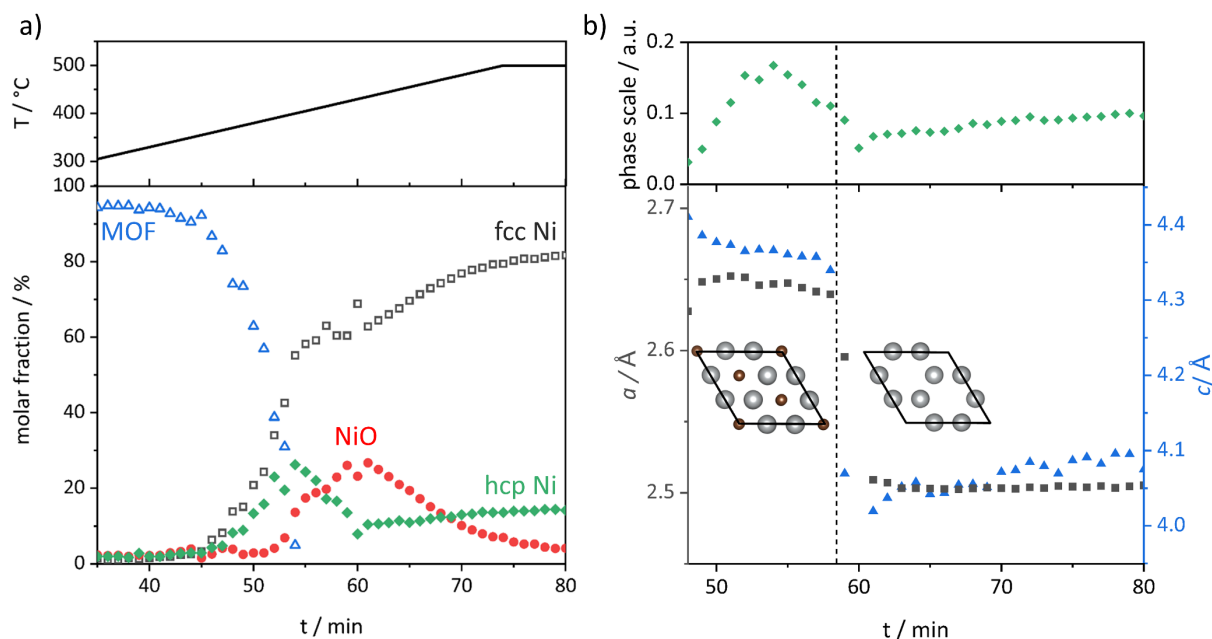 a)
T / °C
500
400
300
100
80
60
40
20
0
molar fraction / %
MOF
fcc Ni
NiO
hcp Ni
40
50
60
70
80
t / min
b)
phase scale / a.u.
0.2
0.1
0.0
2.7
2.6
2.5
a / Å
4.4
4.3
4.2
4.1
4.0
c / Å
50
60
70
80
t / min